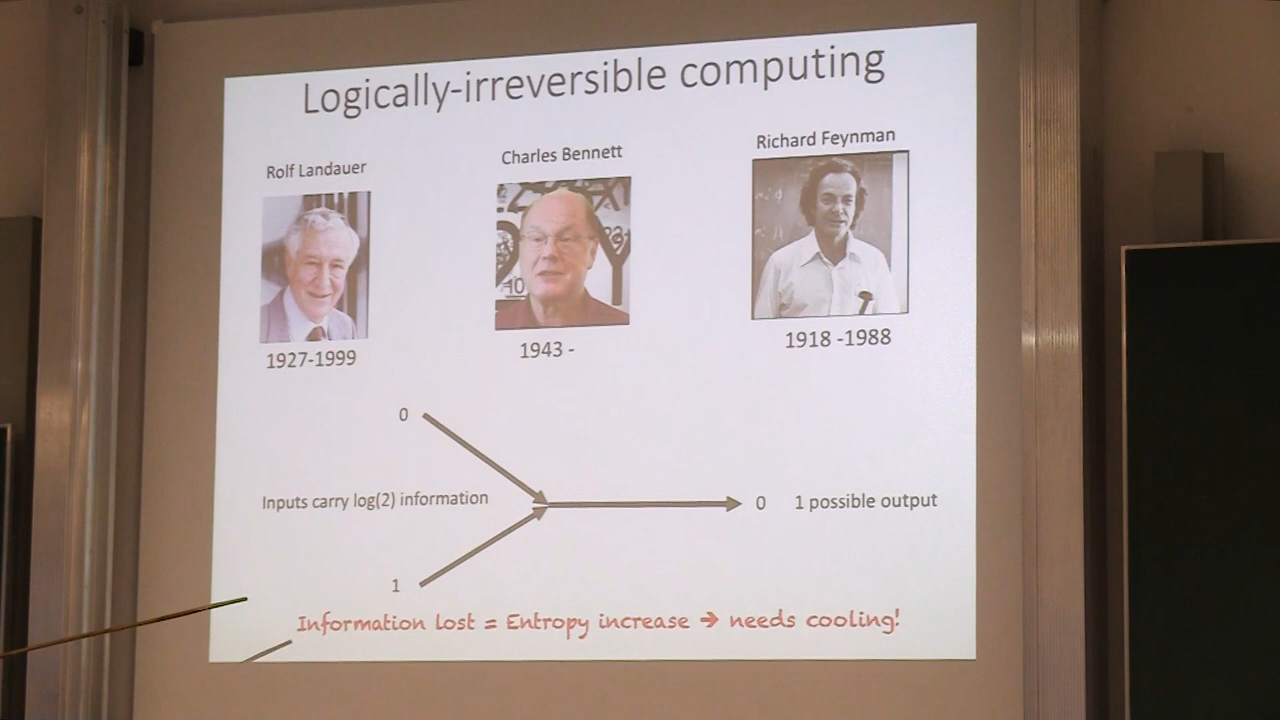 Logically-irreversible computing
Rolf Landauer
Charles Bennett
Richard Feynman
1927-1999
1943 -
1918 -1988
0
Inputs carry log(2) information
0
1 possible output
1
Information lost = Entropy increase → needs cooling!